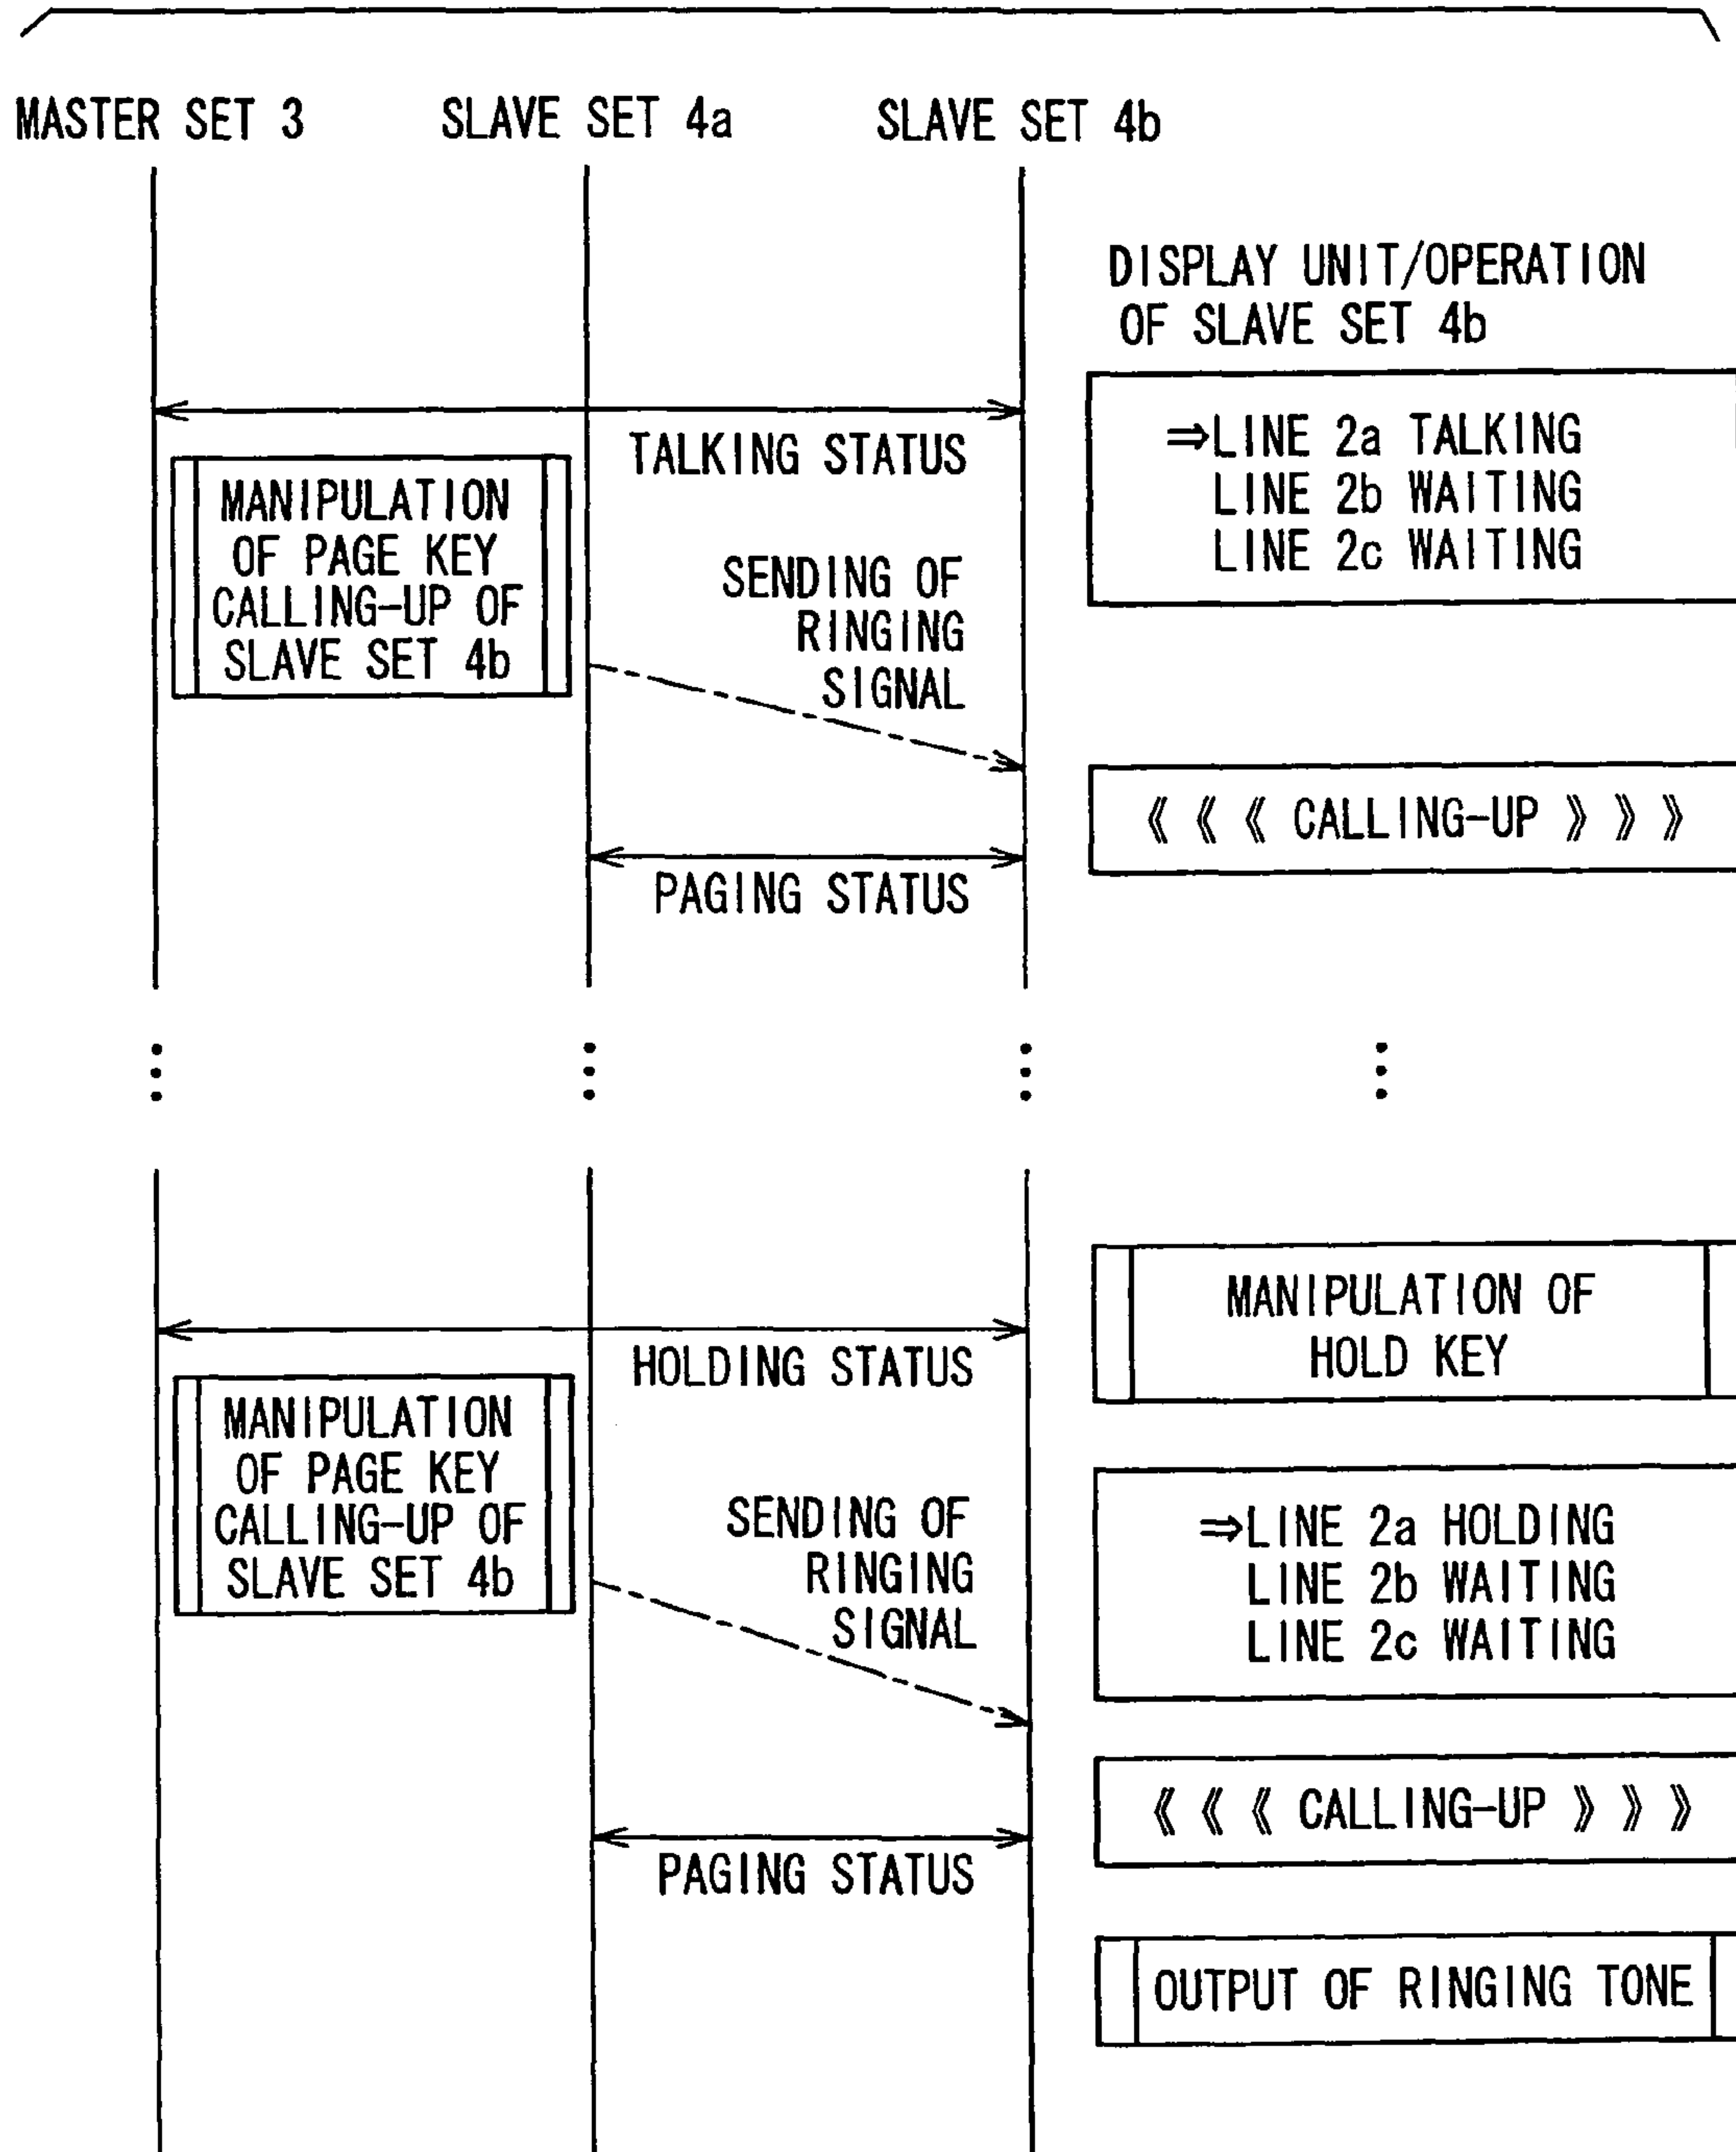 MASTER SET 3
SLAVE SET 4a
SLAVE SET 4b
DISPLAY UNIT/OPERATION
OF SLAVE SET 4b
TALKING STATUS
⇒LINE 2a TALKING
LINE 2b WAITING
LINE 2c WAITING
MANIPULATION
OF PAGE KEY
CALLING-UP OF
SLAVE SET 4b
SENDING OF
RINGING
SIGNAL
《 《 《 CALLING-UP 》 》 》
PAGING STATUS
MANIPULATION OF
HOLD KEY
HOLDING STATUS
MANIPULATION
OF PAGE KEY
CALLING-UP OF
SLAVE SET 4b
SENDING OF
RINGING
SIGNAL
⇒LINE 2a HOLDING
LINE 2b WAITING
LINE 2c WAITING
《 《 《 CALLING-UP 》 》 》
PAGING STATUS
OUTPUT OF RINGING TONE